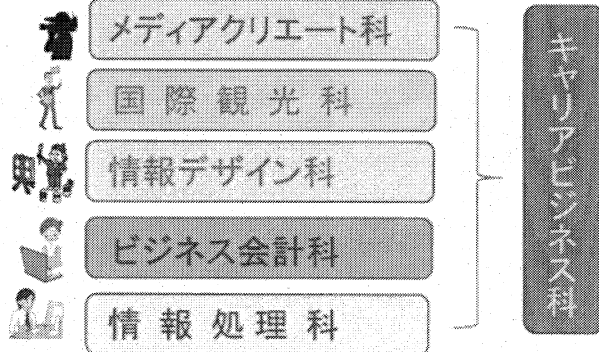 メディアクリエート科
国際観光科
情報デザイン科
ビジネス会計科
情報処理科
キャリアビジネス科